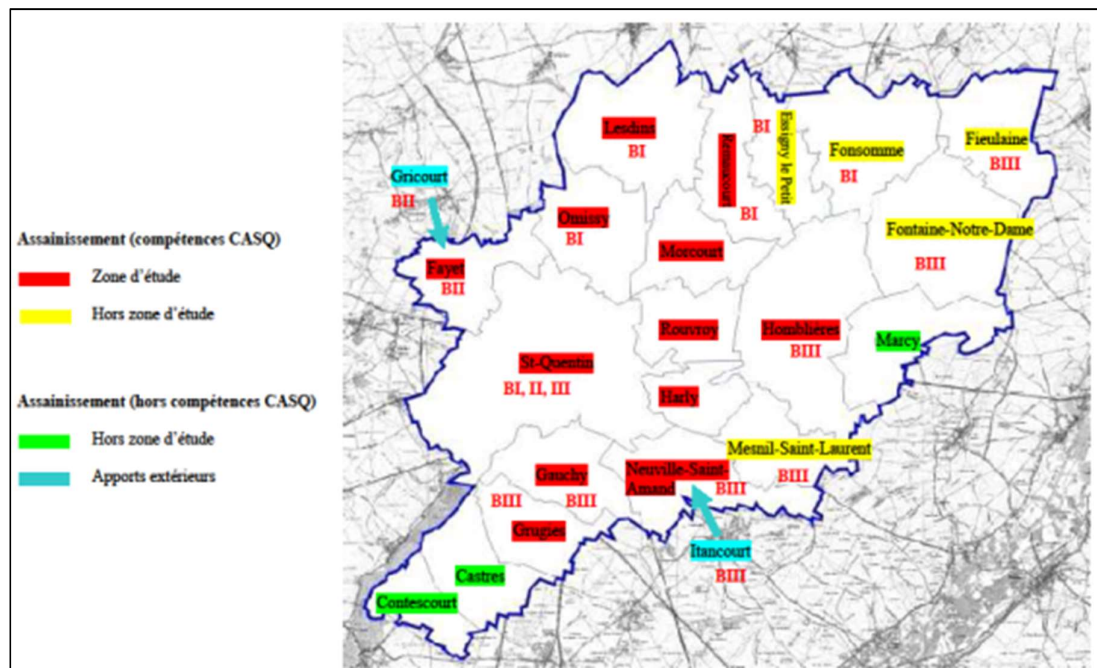 Assainissement (compétences CASQ)
Zone d'étude
Hors zone d'étude
Assainissement (hors compétences CASQ)
Hors zone d'étude
Apports extérieurs
Lesdins
BI
Remaucourt
BI
BI
Essigny le Petit
Fonsomme
BI
Fieulaine
BIII
Gricourt
BII
Omissy
BI
Morcourt
Fontaine-Notre-Dame
BIII
Fayet
BII
Rouvroy
Homblières
BIII
Marcy
St-Quentin
BI, II, III
Harly
Mesnil-Saint-Laurent
BIII
Gauchy
BIII
BIII
Neuville-Saint-
Amand
BIII
Grugies
Itancourt
BIII
Castres
Contescourt